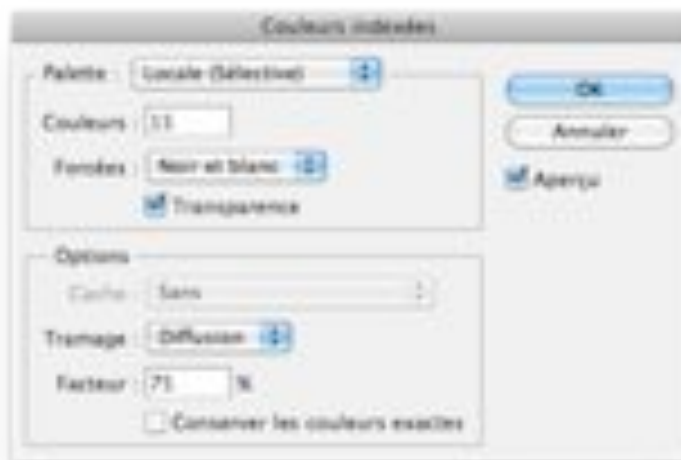 Couleurs indexées
Palette : Locale (Sélective)
OK
Couleurs :
Annuler
Forcées : Noir et blanc
Aperçu
Transparence
Options
Cache : Sans
Tramage : Diffusion
Facteur : 75 %
Conserver les couleurs exactes